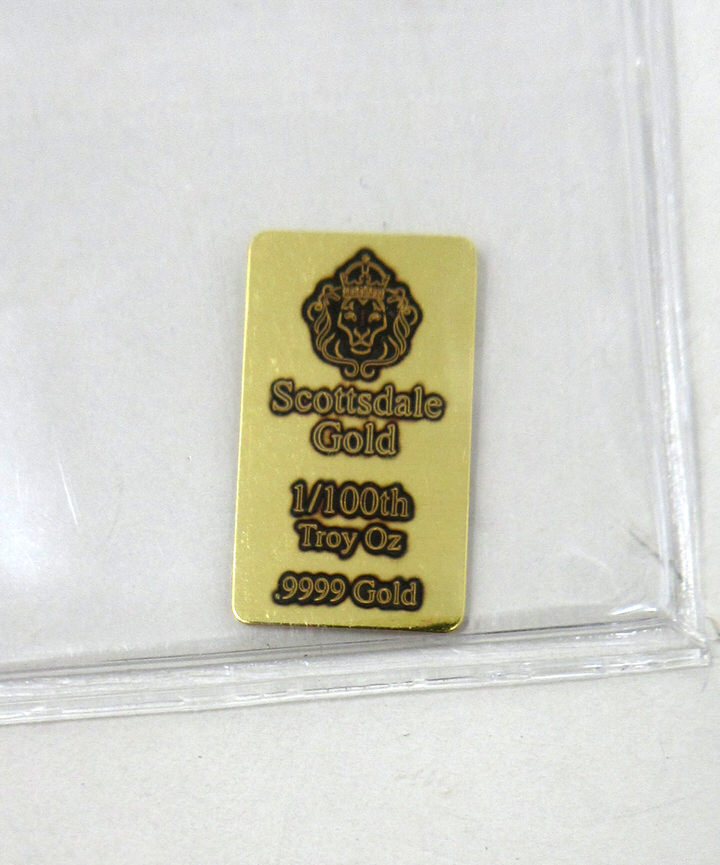 Scottsdale
Gold
1/100th
Troy Oz
.9999 Gold